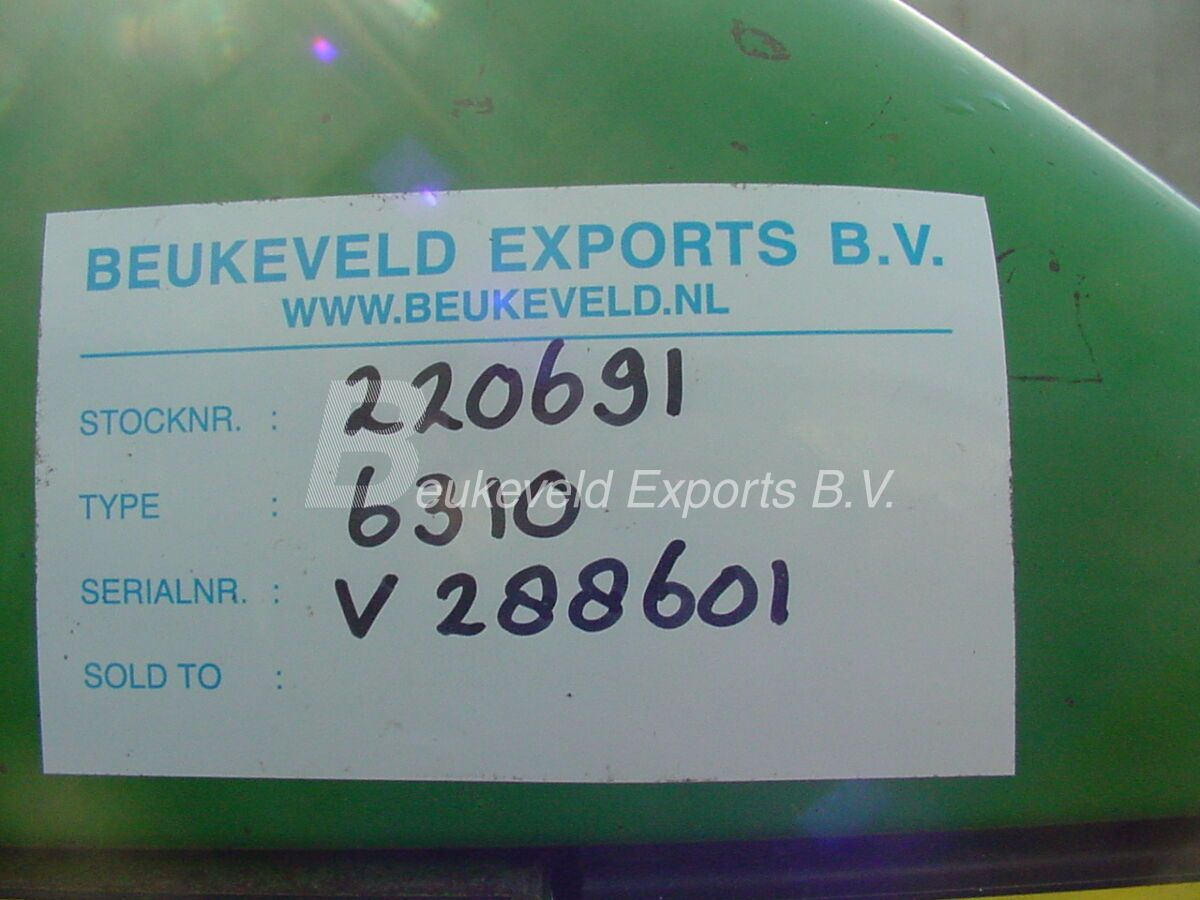 BEUKEVELD EXPORTS B.V.
WWW.BEUKEVELD.NL
STOCKNR. : 220691
Beukeveld Exports B.V.
TYPE : 6310
SERIALNR. : V 288601
SOLD TO :